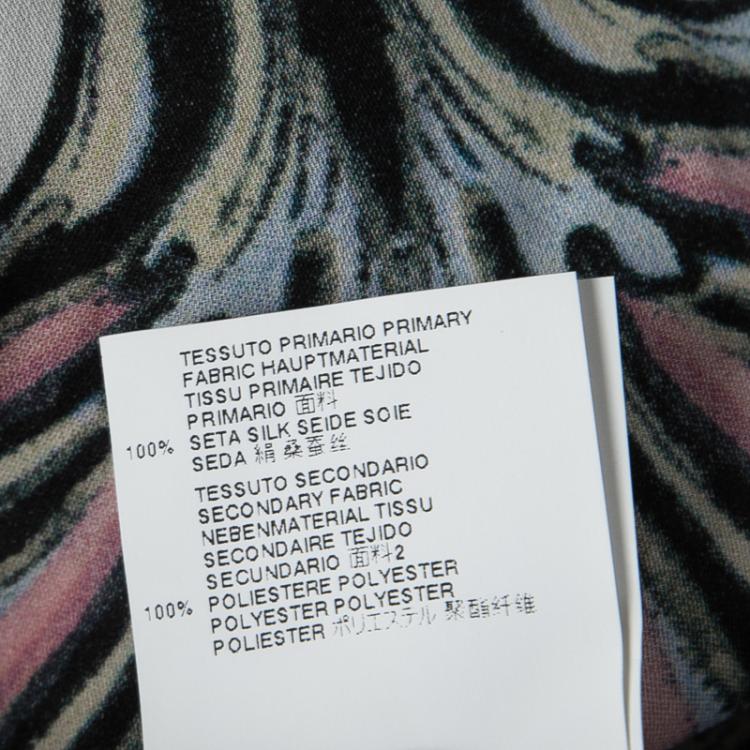 TESSUTO PRIMARIO PRIMARY
FABRIC HAUPTMATERIAL
TISSU PRIMAIRE TEJIDO
PRIMARIO 面料
100% SETA SILK SEIDE SOIE
SEDA 絹 桑蚕丝
TESSUTO SECONDARIO
SECONDARY FABRIC
NEBENMATERIAL TISSU
SECONDAIRE TEJIDO
SECUNDARIO 面料2
100% POLIESTERE POLYESTER
POLYESTER POLYESTER
POLIESTER ポリエステル 聚酯纤维